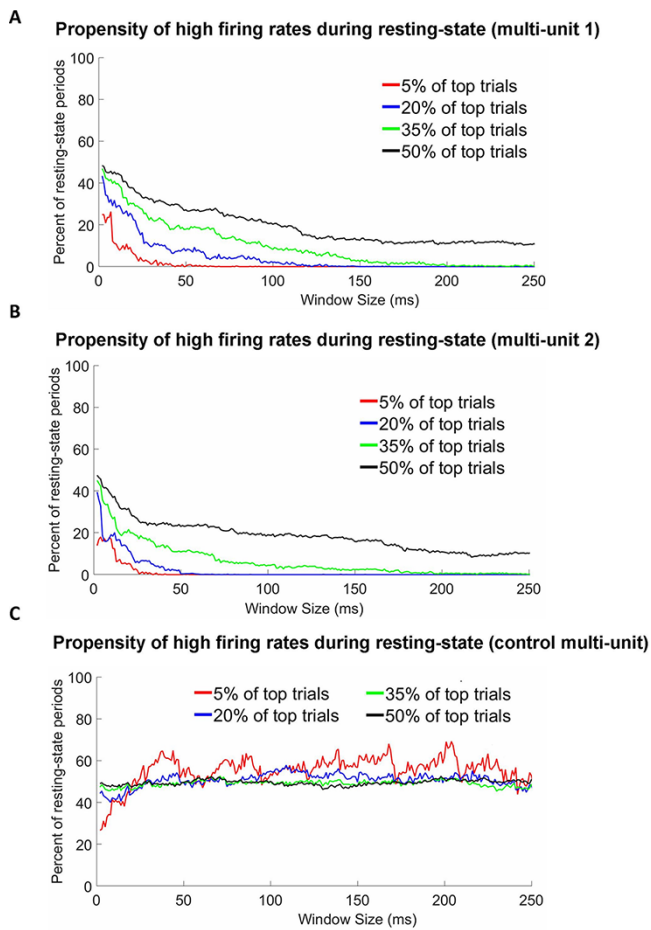 A
Propensity of high firing rates during resting-state (multi-unit 1)
Percent of resting-state periods
100
80
60
40
20
0
5% of top trials
20% of top trials
35% of top trials
50% of top trials
0 50 100 150 200 250
Window Size (ms)
B
Propensity of high firing rates during resting-state (multi-unit 2)
Percent of resting-state periods
100
80
60
40
20
0
5% of top trials
20% of top trials
35% of top trials
50% of top trials
0 50 100 150 200 250
Window Size (ms)
C
Propensity of high firing rates during resting-state (control multi-unit)
Percent of resting-state periods
100
80
60
40
20
0
5% of top trials 35% of top trials
20% of top trials 50% of top trials
0 50 100 150 200 250
Window Size (ms)